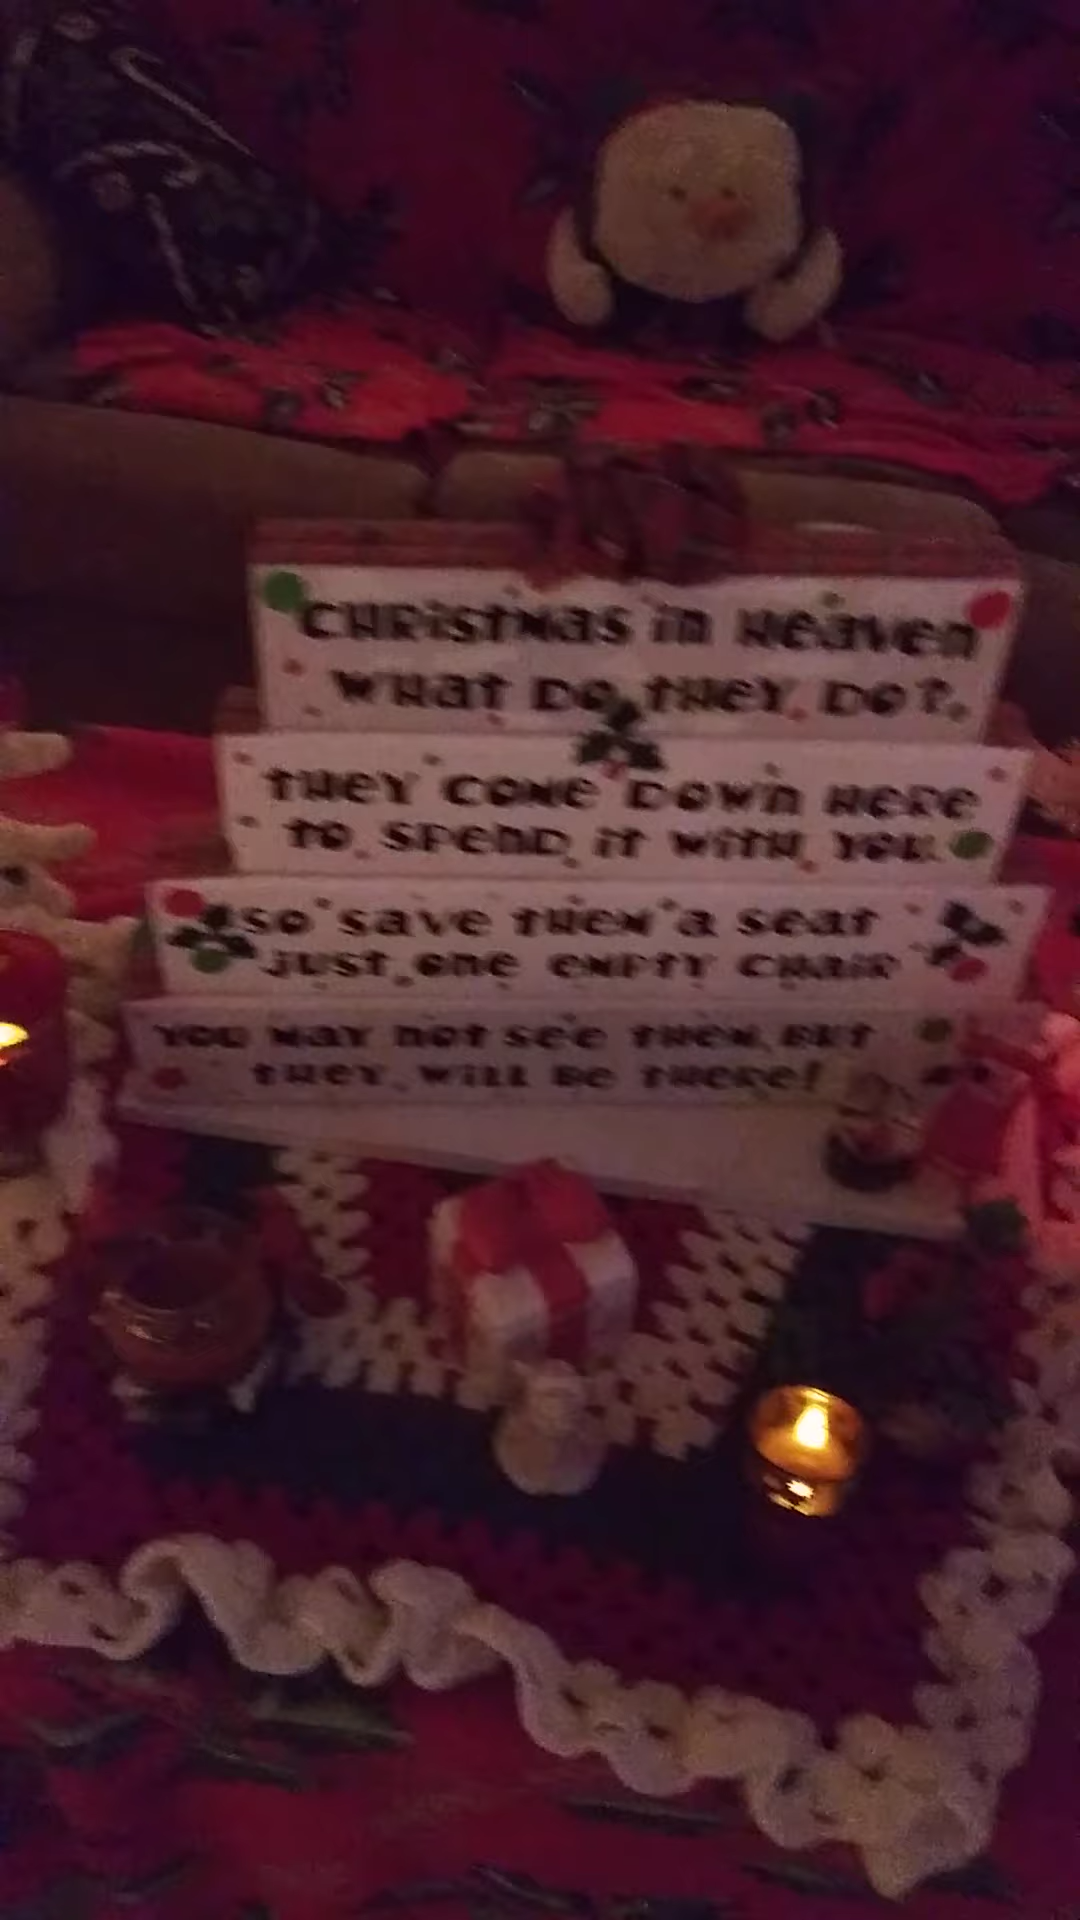 CHRISTMAS in HEAVEN
WHAT DO THEY DO?
THEY COME DOWN HERE
TO SPEND IT WITH YOU.
SO SAVE THEM A SEAT
JUST ONE EMPTY CHAIR
YOU MAY NOT SEE THEM, BUT
THEY WILL BE THERE!